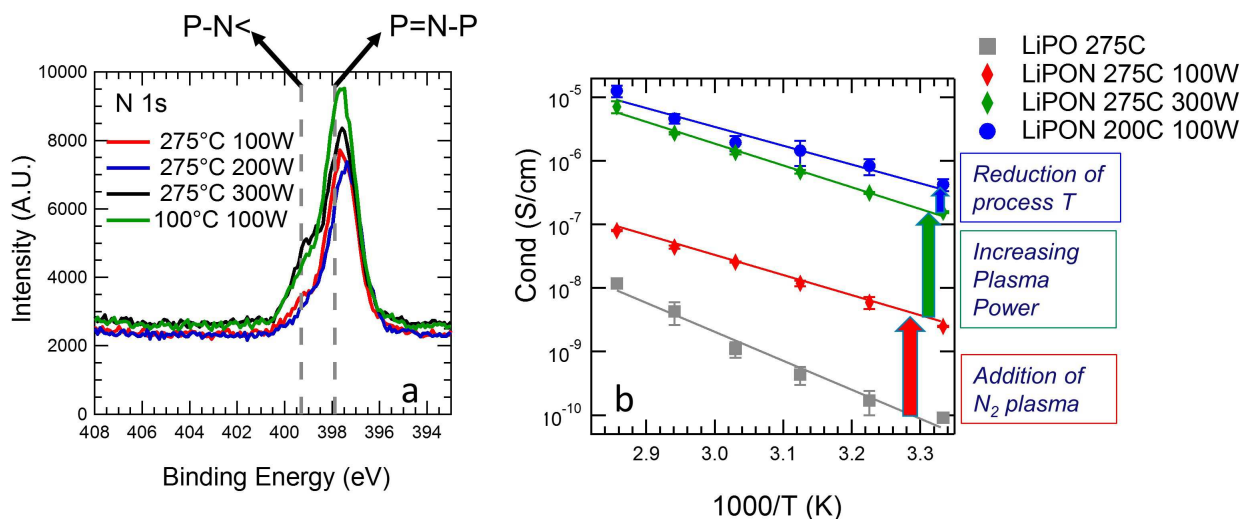 P-N< P=N-P
N 1s
275°C 100W
275°C 200W
275°C 300W
100°C 100W
a
Intensity (A.U.)
10000
8000
6000
4000
2000
0
408 406 404 402 400 398 396 394
Binding Energy (eV)
LiPO 275C
LiPON 275C 100W
LiPON 275C 300W
LiPON 200C 100W
b
Cond (S/cm)
10⁻⁵
10⁻⁶
10⁻⁷
10⁻⁸
10⁻⁹
10⁻¹⁰
2.9 3.0 3.1 3.2 3.3
1000/T (K)
Reduction of
process T
Increasing
Plasma
Power
Addition of
N₂ plasma